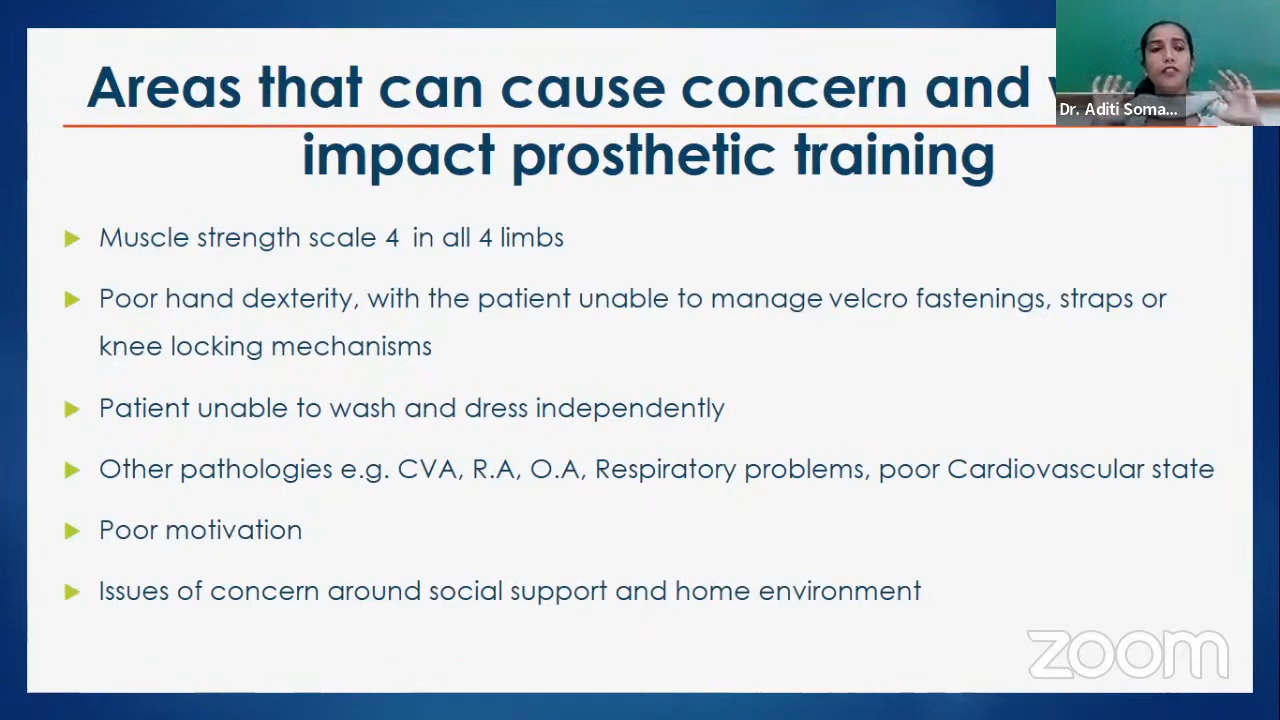 Areas that can cause concern and
impact prosthetic training
Dr. Aditi Soma...
Muscle strength scale 4 in all 4 limbs
Poor hand dexterity, with the patient unable to manage velcro fastenings, straps or
knee locking mechanisms
Patient unable to wash and dress independently
Other pathologies e.g. CVA, R.A, O.A, Respiratory problems, poor Cardiovascular state
Poor motivation
Issues of concern around social support and home environment
zoom